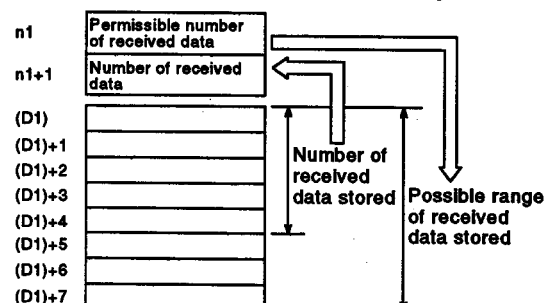 n1
Permissible number
of received data
n1+1
Number of received
data
(D1)
(D1)+1
(D1)+2
(D1)+3
(D1)+4
(D1)+5
(D1)+6
(D1)+7
Number of
received
data stored
Possible range
of received
data stored